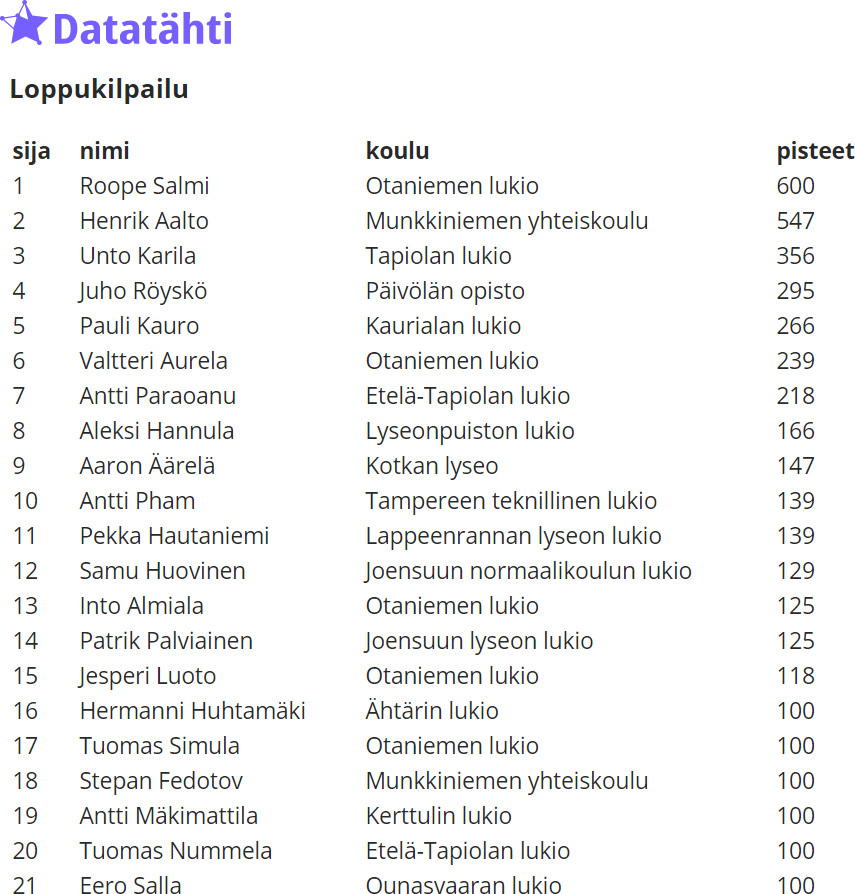 Datatähti
Loppukilpailu
sija nimi koulu pisteet
1 Roope Salmi Otaniemen lukio 600
2 Henrik Aalto Munkkiniemen yhteiskoulu 547
3 Unto Karila Tapiolan lukio 356
4 Juho Röyskö Päivölän opisto 295
5 Pauli Kauro Kaurialan lukio 266
6 Valtteri Aurela Otaniemen lukio 239
7 Antti Paraoanu Etelä-Tapiolan lukio 218
8 Aleksi Hannula Lyseonpuiston lukio 166
9 Aaron Äärelä Kotkan lyseo 147
10 Antti Pham Tampereen teknillinen lukio 139
11 Pekka Hautaniemi Lappeenrannan lyseon lukio 139
12 Samu Huovinen Joensuun normaalikoulun lukio 129
13 Into Almiala Otaniemen lukio 125
14 Patrik Palviainen Joensuun lyseon lukio 125
15 Jesperi Luoto Otaniemen lukio 118
16 Hermanni Huhtamäki Ähtärin lukio 100
17 Tuomas Simula Otaniemen lukio 100
18 Stepan Fedotov Munkkiniemen yhteiskoulu 100
19 Antti Mäkimattila Kerttulin lukio 100
20 Tuomas Nummela Etelä-Tapiolan lukio 100
21 Eero Salla Ounasvaaran lukio 100